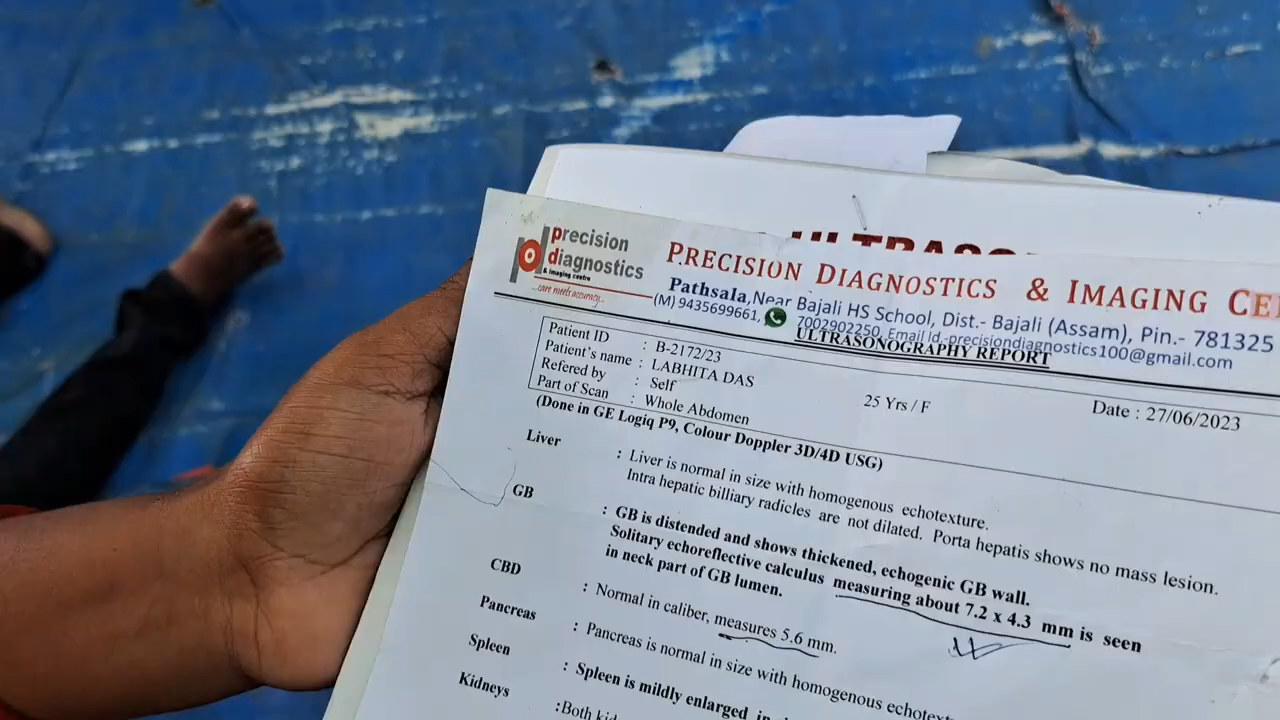 ULTRASO
precision
diagnostics
& imaging centre
...care meets accuracy...
PRECISION DIAGNOSTICS & IMAGING CE
Pathsala, Near Bajali HS School, Dist.- Bajali (Assam), Pin.- 781325
(M) 9435699661, 7002902250, Email Id.-precisiondiagnostics100@gmail.com
ULTRASONOGRAPHY REPORT
Patient ID : B-2172/23
Patient's name : LABHITA DAS 25 Yrs / F Date : 27/06/2023
Refered by : Self
Part of Scan : Whole Abdomen
(Done in GE Logiq P9, Colour Doppler 3D/4D USG)
Liver : Liver is normal in size with homogenous echotexture.
Intra hepatic billiary radicles are not dilated. Porta hepatis shows no mass lesion.
GB : GB is distended and shows thickened, echogenic GB wall.
Solitary echoreflective calculus measuring about 7.2 x 4.3 mm is seen
in neck part of GB lumen.
CBD : Normal in caliber, measures 5.6 mm.
Pancreas : Pancreas is normal in size with homogenous
Spleen : Spleen is mildly enlarged in
Kidneys :Both